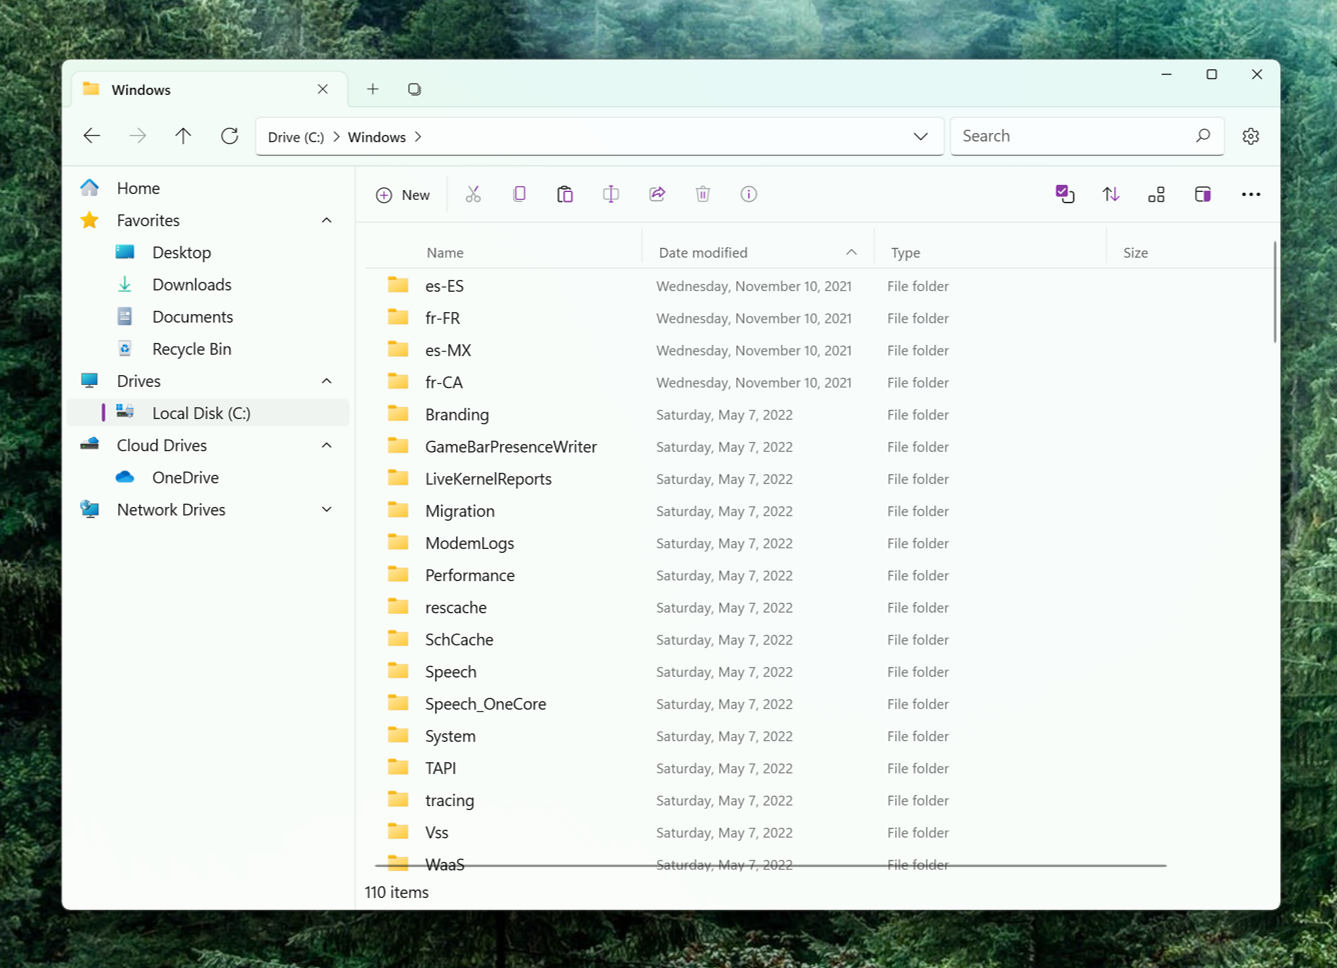 Windows
Drive (C:) Windows
Search
Home
Favorites
Desktop
Downloads
Documents
Recycle Bin
Drives
Local Disk (C:)
Cloud Drives
OneDrive
Network Drives
New
Name Date modified Type Size
es-ES Wednesday, November 10, 2021 File folder
fr-FR Wednesday, November 10, 2021 File folder
es-MX Wednesday, November 10, 2021 File folder
fr-CA Wednesday, November 10, 2021 File folder
Branding Saturday, May 7, 2022 File folder
GameBarPresenceWriter Saturday, May 7, 2022 File folder
LiveKernelReports Saturday, May 7, 2022 File folder
Migration Saturday, May 7, 2022 File folder
ModemLogs Saturday, May 7, 2022 File folder
Performance Saturday, May 7, 2022 File folder
rescache Saturday, May 7, 2022 File folder
SchCache Saturday, May 7, 2022 File folder
Speech Saturday, May 7, 2022 File folder
Speech_OneCore Saturday, May 7, 2022 File folder
System Saturday, May 7, 2022 File folder
TAPI Saturday, May 7, 2022 File folder
tracing Saturday, May 7, 2022 File folder
Vss Saturday, May 7, 2022 File folder
WaaS Saturday, May 7, 2022 File folder
110 items